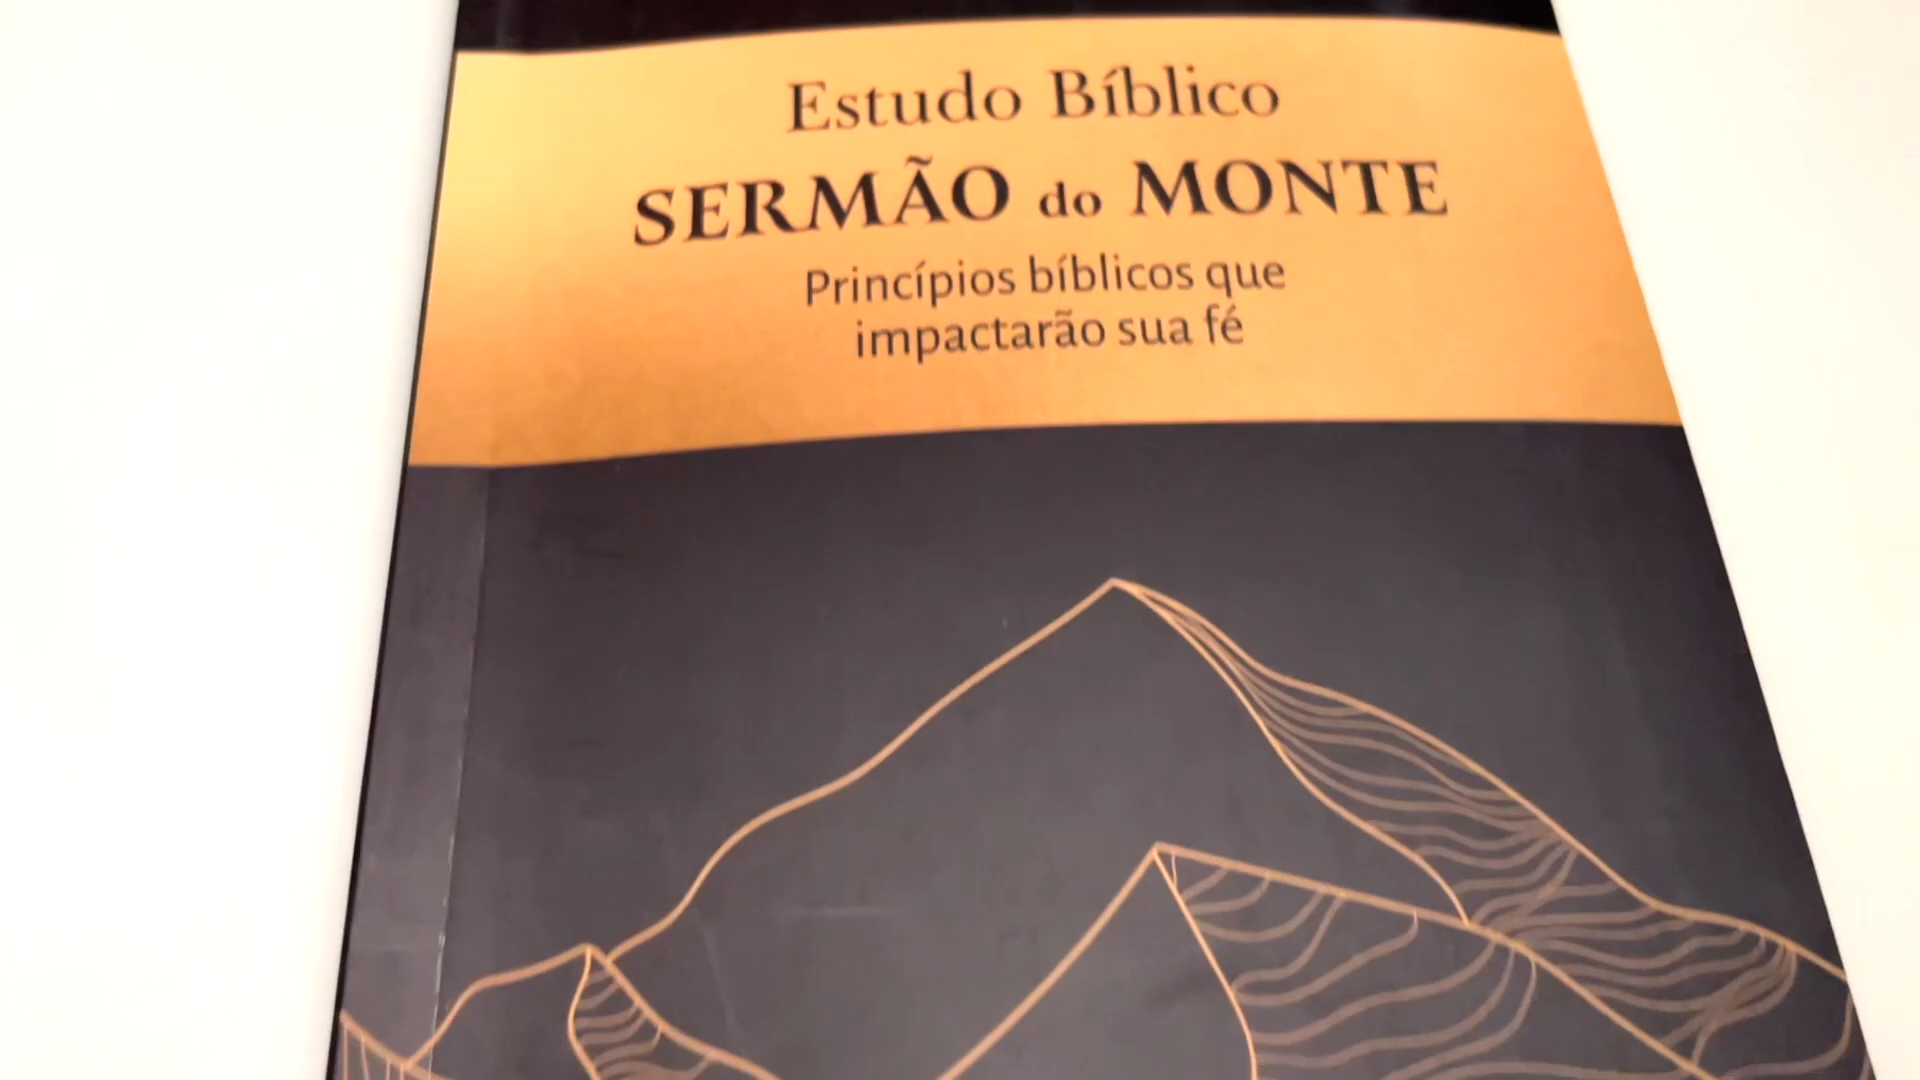 Estudo Bíblico
SERMÃO do MONTE
Princípios bíblicos que
impactarão sua fé